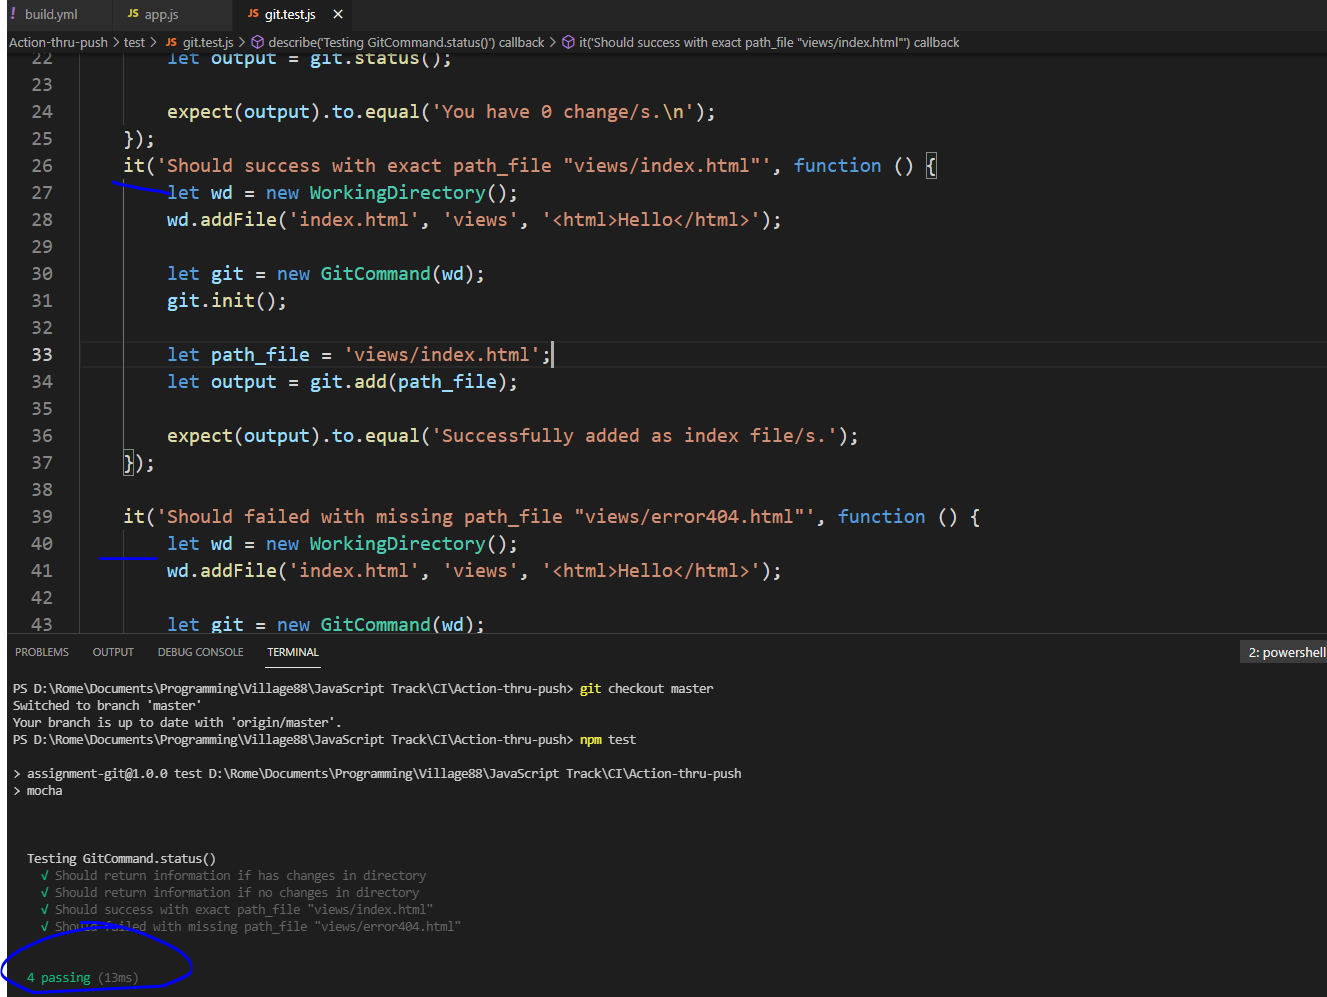 ! build.yml JS app.js JS git.test.js ×
Action-thru-push > test > JS git.test.js > describe('Testing GitCommand.status()') callback > it('Should success with exact path_file "views/index.html"') callback
22 let output = git.status();
23
24 expect(output).to.equal('You have 0 change/s.\n');
25 });
26 it('Should success with exact path_file "views/index.html"', function () {
27 let wd = new WorkingDirectory();
28 wd.addFile('index.html', 'views', '<html>Hello</html>');
29
30 let git = new GitCommand(wd);
31 git.init();
32
33 let path_file = 'views/index.html';
34 let output = git.add(path_file);
35
36 expect(output).to.equal('Successfully added as index file/s.');
37 });
38
39 it('Should failed with missing path_file "views/error404.html"', function () {
40 let wd = new WorkingDirectory();
41 wd.addFile('index.html', 'views', '<html>Hello</html>');
42
43 let git = new GitCommand(wd);
PROBLEMS OUTPUT DEBUG CONSOLE TERMINAL 2: powershell
PS D:\Rome\Documents\Programming\Village88\JavaScript Track\CI\Action-thru-push> git checkout master
Switched to branch 'master'
Your branch is up to date with 'origin/master'.
PS D:\Rome\Documents\Programming\Village88\JavaScript Track\CI\Action-thru-push> npm test
> assignment-git@1.0.0 test D:\Rome\Documents\Programming\Village88\JavaScript Track\CI\Action-thru-push
> mocha
Testing GitCommand.status()
√ Should return information if has changes in directory
√ Should return information if no changes in directory
√ Should success with exact path_file "views/index.html"
√ Should failed with missing path_file "views/error404.html"
4 passing (13ms)